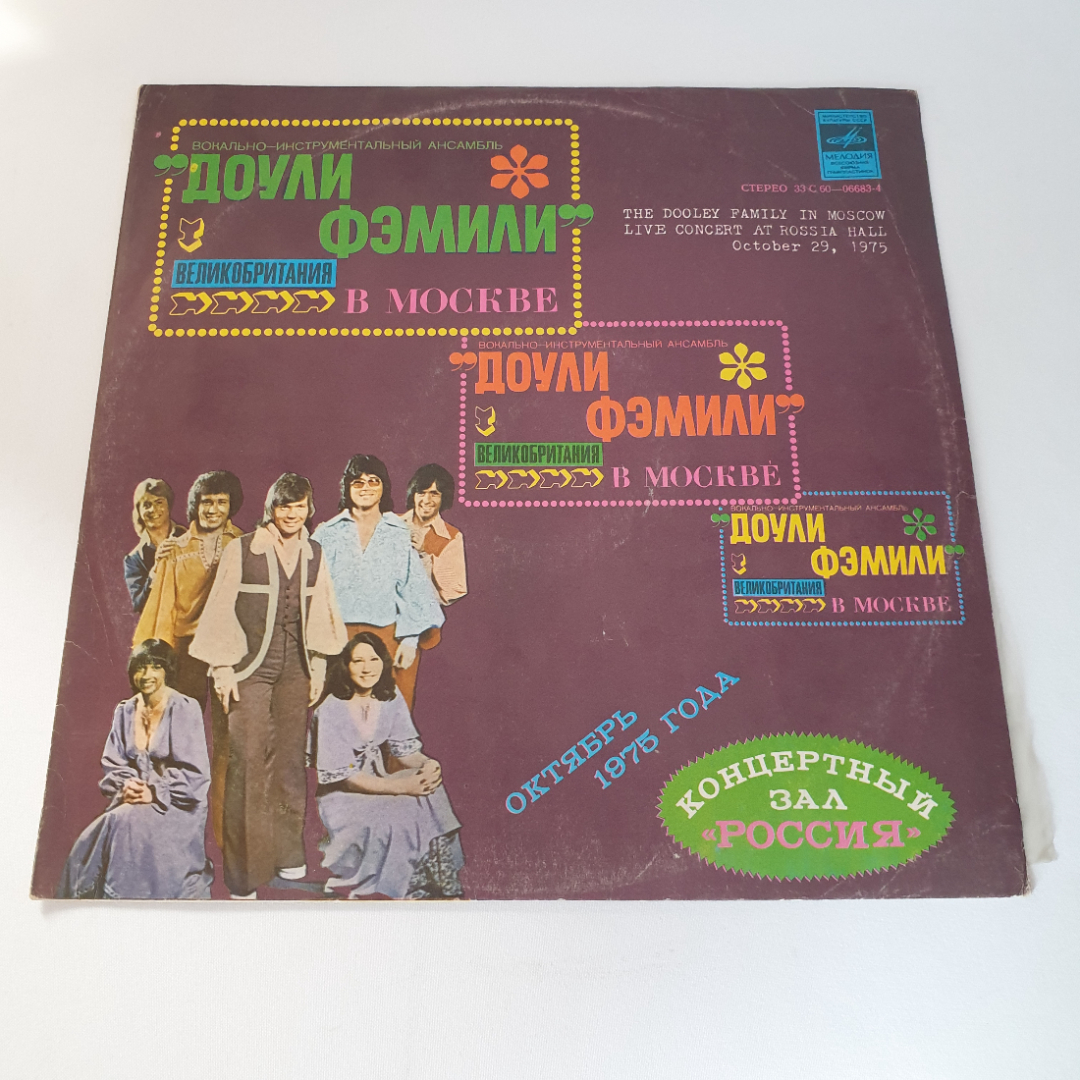 ВОКАЛЬНО-ИНСТРУМЕНТАЛЬНЫЙ АНСАМБЛЬ
"ДОУЛИ
ФЭМИЛИ"
ВЕЛИКОБРИТАНИЯ
В МОСКВЕ
МЕЛОДИЯ
СТЕРЕО 33-С 60—06683-4
THE DOOLEY FAMILY IN MOSCOW
LIVE CONCERT AT ROSSIA HALL
October 29, 1975
ВОКАЛЬНО-ИНСТРУМЕНТАЛЬНЫЙ АНСАМБЛЬ
"ДОУЛИ
ФЭМИЛИ"
ВЕЛИКОБРИТАНИЯ
В МОСКВЕ
ВОКАЛЬНО-ИНСТРУМЕНТАЛЬНЫЙ АНСАМБЛЬ
"ДОУЛИ
ФЭМИЛИ"
ВЕЛИКОБРИТАНИЯ
В МОСКВЕ
ОКТЯБРЬ
1975 ГОДА
КОНЦЕРТНЫЙ
ЗАЛ
«РОССИЯ»